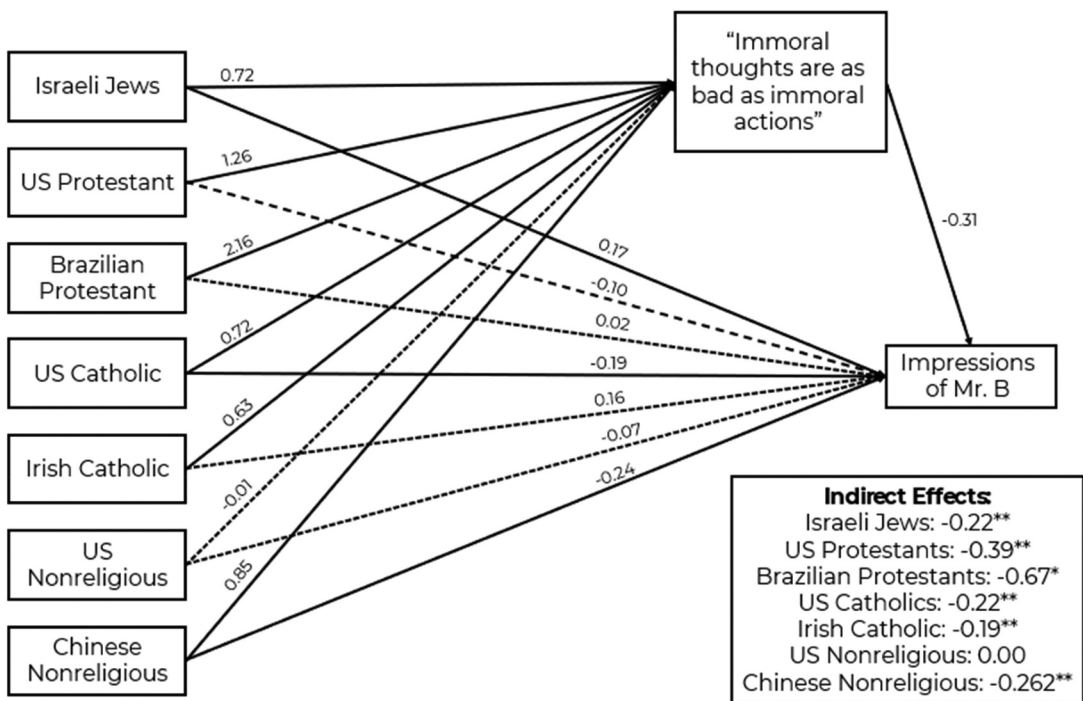 “Immoral
thoughts are as
bad as immoral
actions”
Israeli Jews
0.72
US Protestant
1.26
Brazilian
Protestant
2.16
US Catholic
0.72
Irish Catholic
0.63
US
Nonreligious
-0.01
Chinese
Nonreligious
0.85
-0.31
0.17
-0.10
0.02
-0.19
0.16
-0.07
-0.24
Impressions
of Mr. B
Indirect Effects:
Israeli Jews: -0.22**
US Protestants: -0.39**
Brazilian Protestants: -0.67*
US Catholics: -0.22**
Irish Catholic: -0.19**
US Nonreligious: 0.00
Chinese Nonreligious: -0.262**